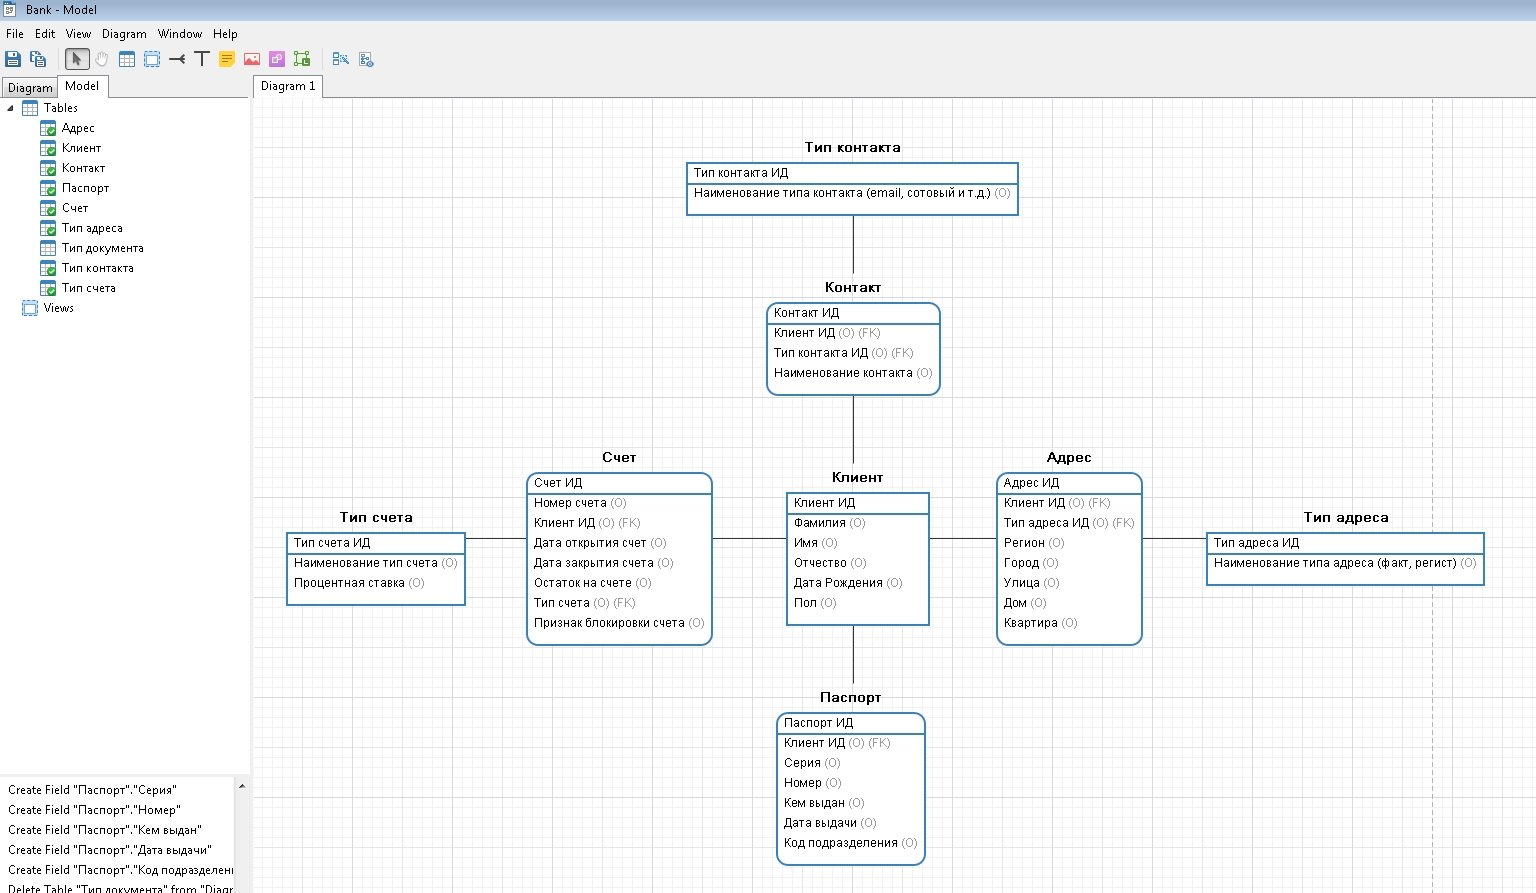 Bank - Model
File Edit View Diagram Window Help
Diagram Model
Tables
Адрес
Клиент
Контакт
Паспорт
Счет
Тип адреса
Тип документа
Тип контакта
Тип счета
Views
Create Field "Паспорт"."Серия"
Create Field "Паспорт"."Номер"
Create Field "Паспорт"."Кем выдан"
Create Field "Паспорт"."Дата выдачи"
Create Field "Паспорт"."Код подразделени
Delete Table "Тип документа" from "Diagr
Diagram 1
Тип контакта
Тип контакта ИД
Наименование типа контакта (email, сотовый и т.д.) (O)
Контакт
Контакт ИД
Клиент ИД (O) (FK)
Тип контакта ИД (O) (FK)
Наименование контакта (O)
Тип счета
Тип счета ИД
Наименование тип счета (O)
Процентная ставка (O)
Счет
Счет ИД
Номер счета (O)
Клиент ИД (O) (FK)
Дата открытия счет (O)
Дата закрытия счета (O)
Остаток на счете (O)
Тип счета (O) (FK)
Признак блокировки счета (O)
Клиент
Клиент ИД
Фамилия (O)
Имя (O)
Отчество (O)
Дата Рождения (O)
Пол (O)
Адрес
Адрес ИД
Клиент ИД (O) (FK)
Тип адреса ИД (O) (FK)
Регион (O)
Город (O)
Улица (O)
Дом (O)
Квартира (O)
Тип адреса
Тип адреса ИД
Наименование типа адреса (факт, регист) (O)
Паспорт
Паспорт ИД
Клиент ИД (O) (FK)
Серия (O)
Номер (O)
Кем выдан (O)
Дата выдачи (O)
Код подразделения (O)